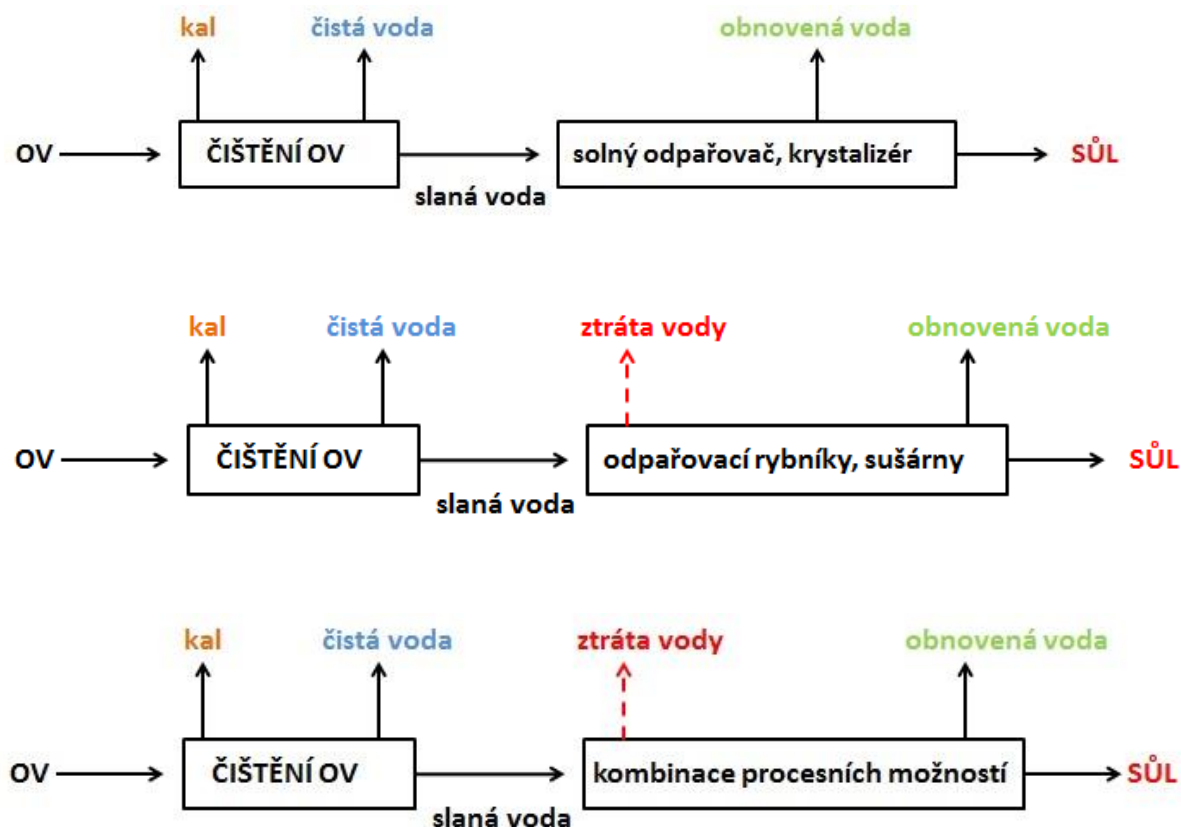 kal čistá voda obnovená voda
OV ČIŠTĚNÍ OV solný odpařovač, krystalizér SŮL
slaná voda
kal čistá voda ztráta vody obnovená voda
OV ČIŠTĚNÍ OV odpařovací rybníky, sušárny SŮL
slaná voda
kal čistá voda ztráta vody obnovená voda
OV ČIŠTĚNÍ OV kombinace procesních možností SŮL
slaná voda